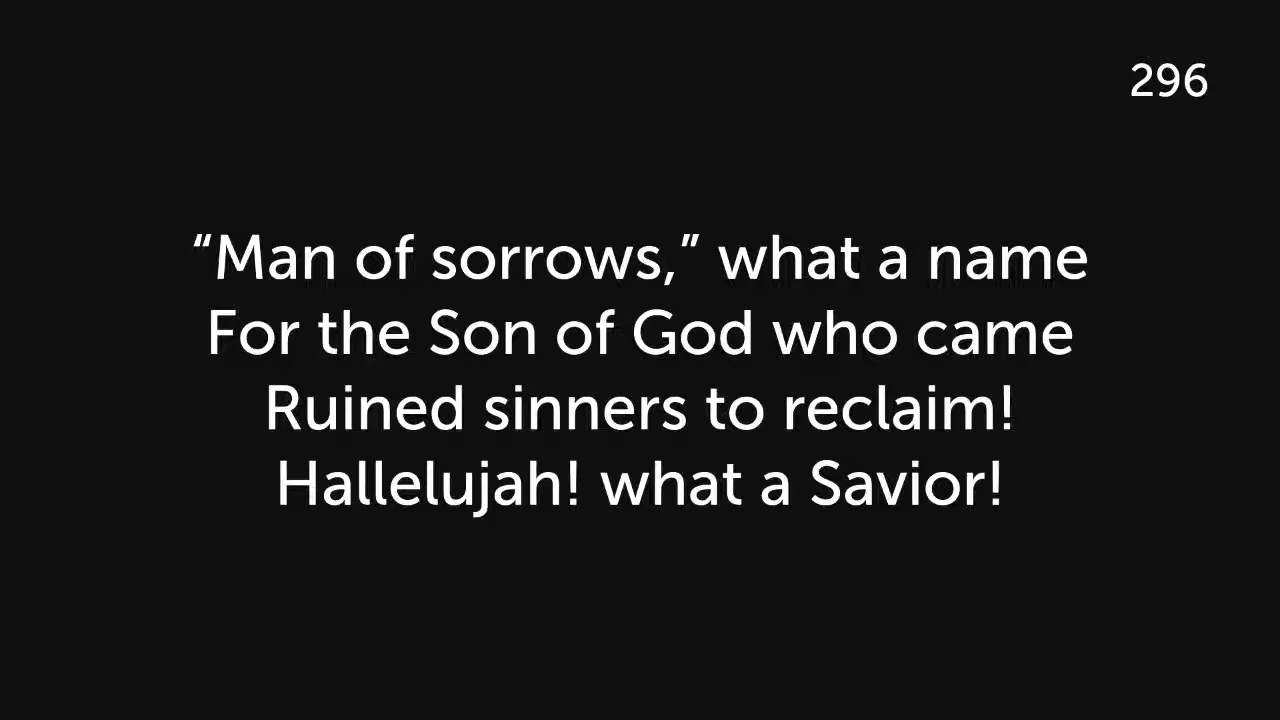 296
“Man of sorrows,” what a name
For the Son of God who came
Ruined sinners to reclaim!
Hallelujah! what a Savior!